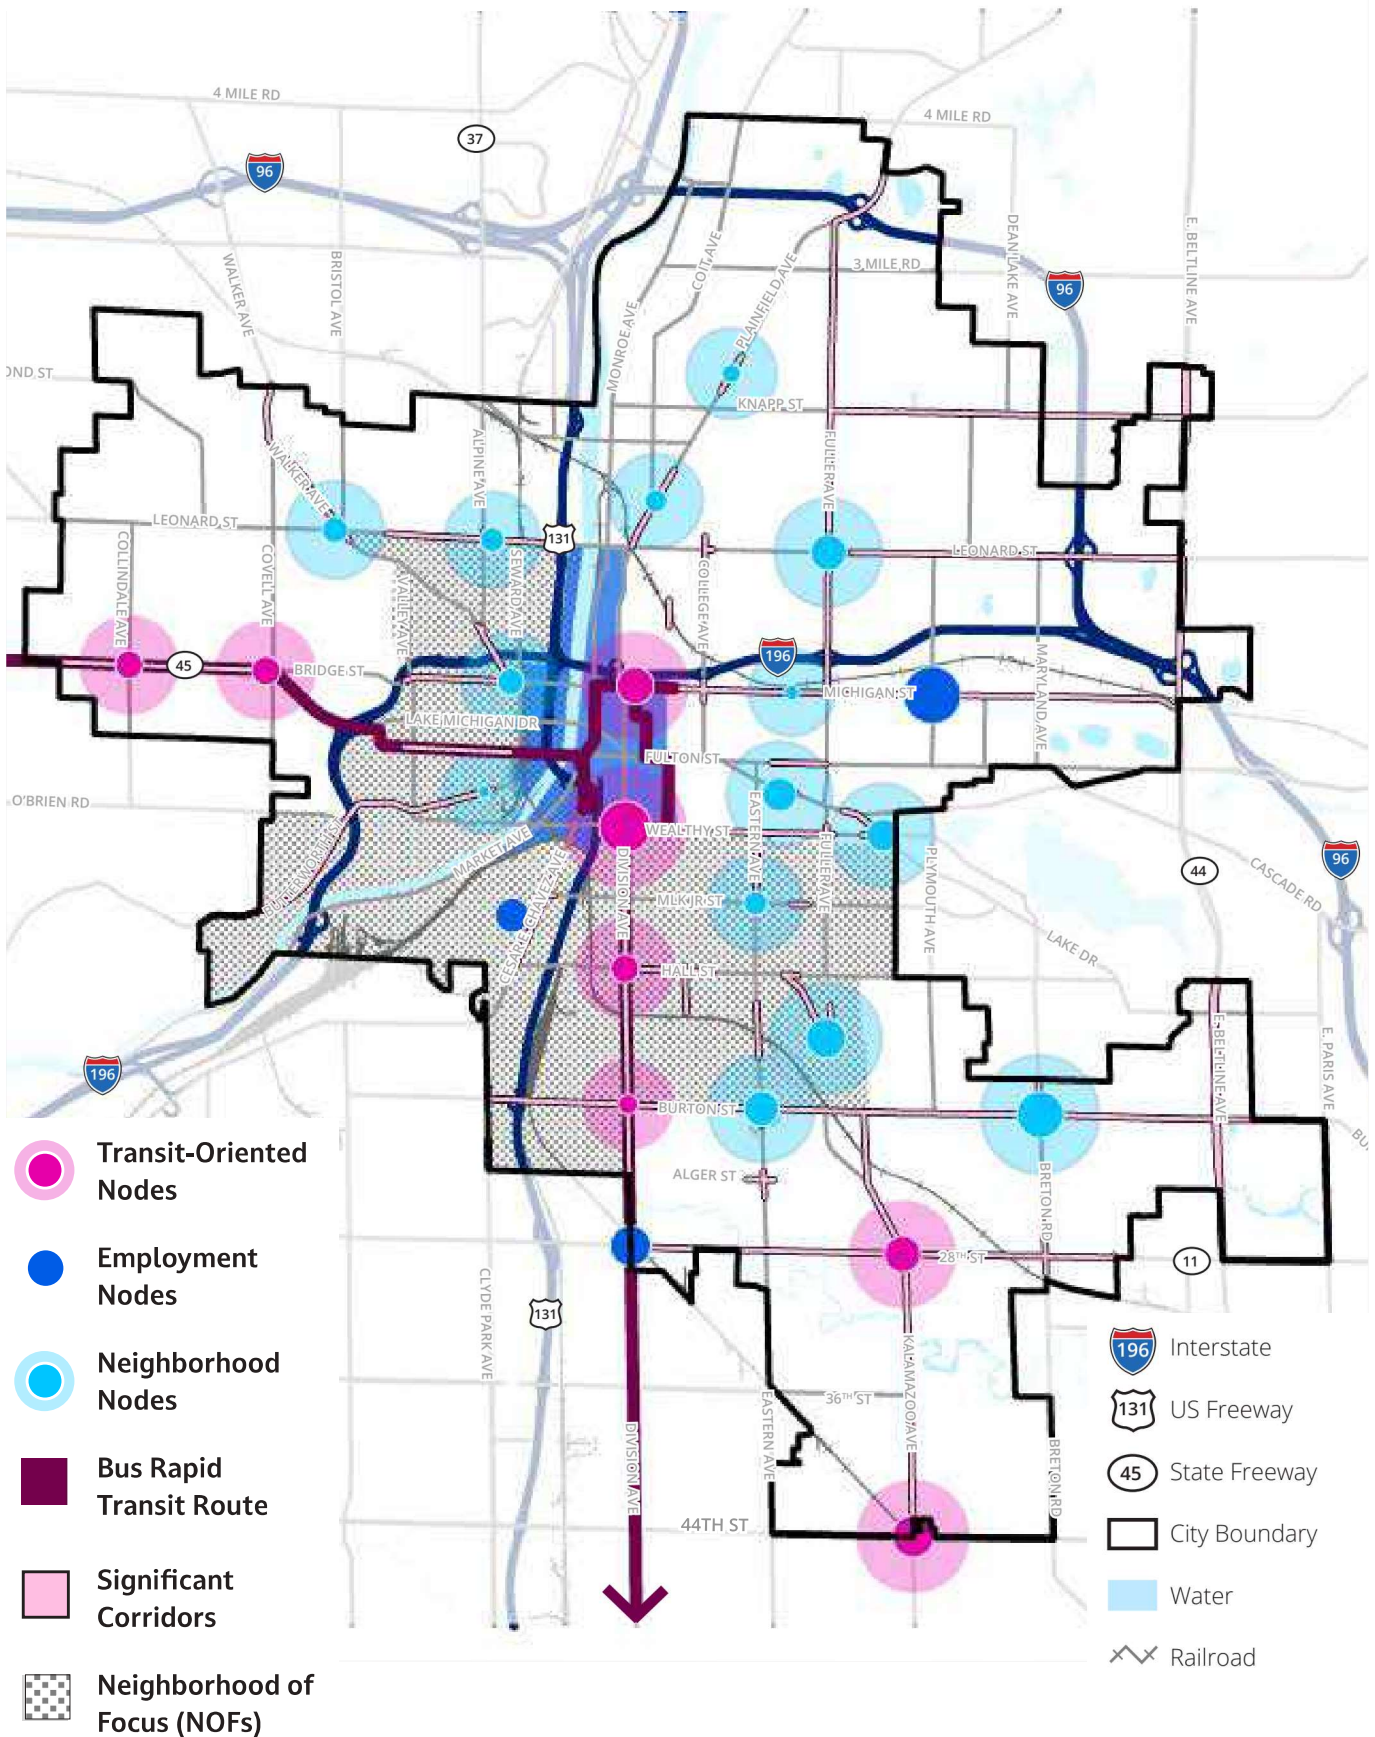 4 MILE RD
37
4 MILE RD
96
WALKER AVE
BRISTOL AVE
DEAN LAKE AVE
E. BELTLINE AVE
COIT AVE
PLAINFIELD AVE
3 MILE RD
96
MONROE AVE
OND ST
KNAPP ST
WALKER AVE
ALPINE AVE
FULLER AVE
LEONARD ST
131
LEONARD ST
COLLINDALE AVE
COVELL AVE
VALLEY AVE
SEWARD AVE
COLLEGE AVE
45
BRIDGE ST
196
MARYLAND AVE
MICHIGAN ST
LAKE MICHIGAN DR
FULTON ST
O'BRIEN RD
EASTERN AVE
BUTTERWORTH ST
MARKET AVE
WEALTHY ST
FULLER AVE
PLYMOUTH AVE
96
44
CASCADE RD
CESAR E CHAVEZ AVE
DIVISION AVE
MLK JR ST
LAKE DR
HALL ST
E. BELTLINE AVE
E. PARIS AVE
196
BURTON ST
BU
ALGER ST
BRETON RD
28TH ST
11
CLYDE PARK AVE
131
KALAMAZOO AVE
36TH ST
EASTERN AVE
DIVISION AVE
BRETON RD
44TH ST
Transit-Oriented
Nodes
Employment
Nodes
Neighborhood
Nodes
Bus Rapid
Transit Route
Significant
Corridors
Neighborhood of
Focus (NOFs)
196 Interstate
131 US Freeway
45 State Freeway
City Boundary
Water
Railroad